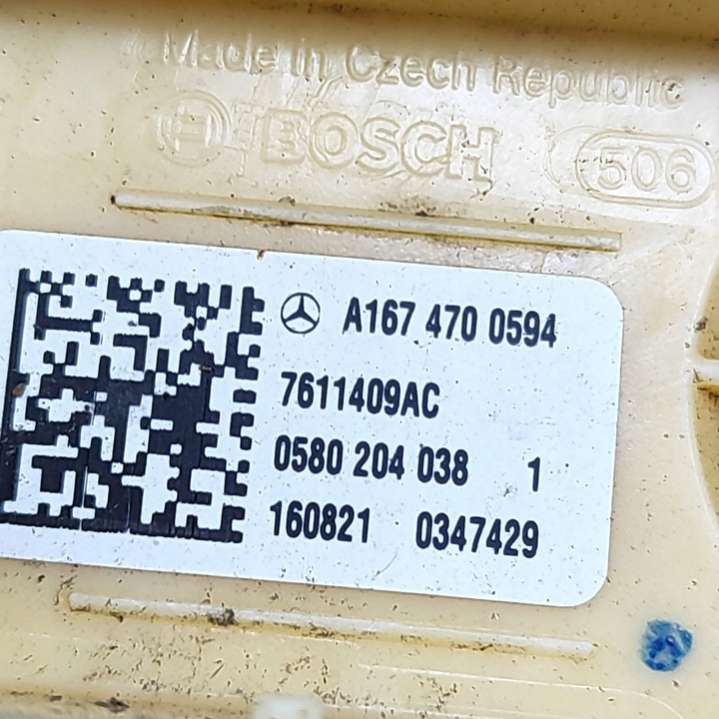 Made in Czech Republic
BOSCH 506
A167 470 0594
7611409AC
0580 204 038 1
160821 0347429